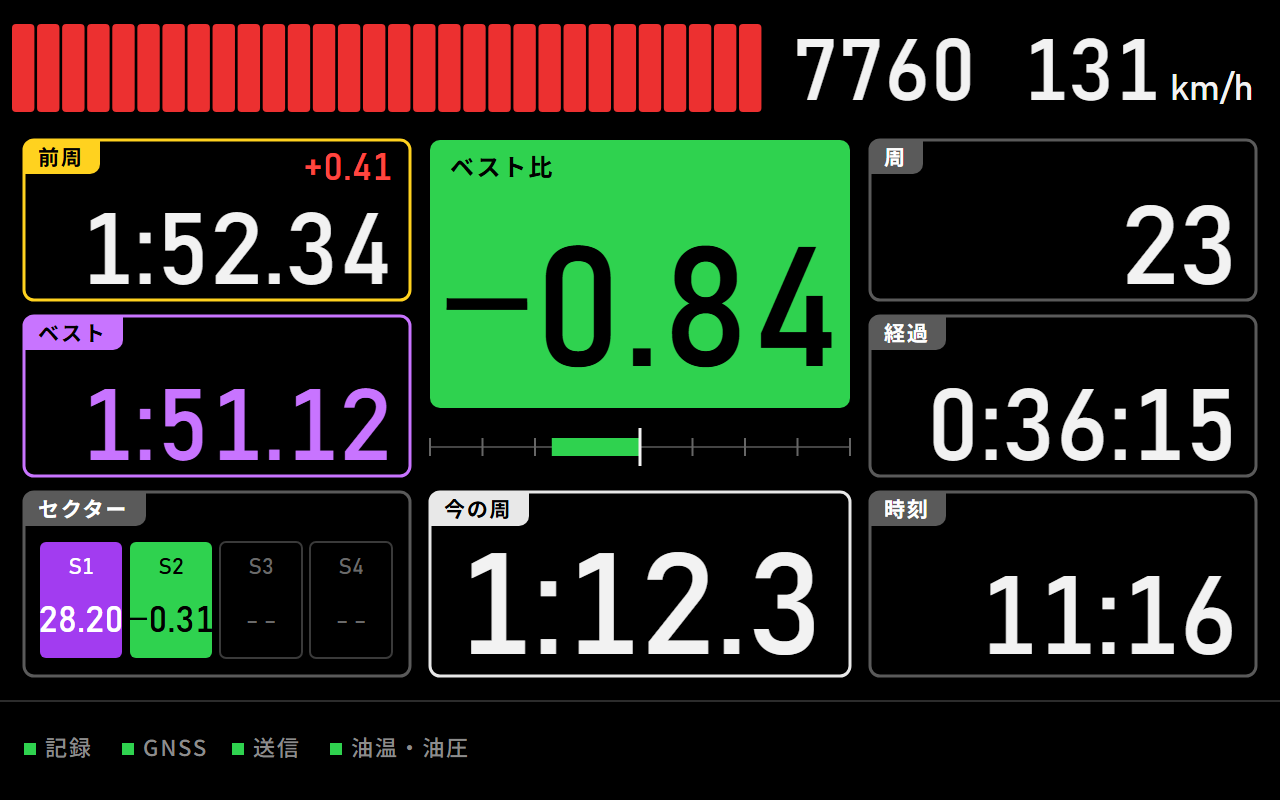 7760 131 km/h
前周
+0.41
1:52.34
ベスト比
−0.84
周
23
ベスト
1:51.12
経過
0:36:15
セクター
S1 S2 S3 S4
28.20 −0.31 -- --
今の周
1:12.3
時刻
11:16
記録 GNSS 送信 油温・油圧